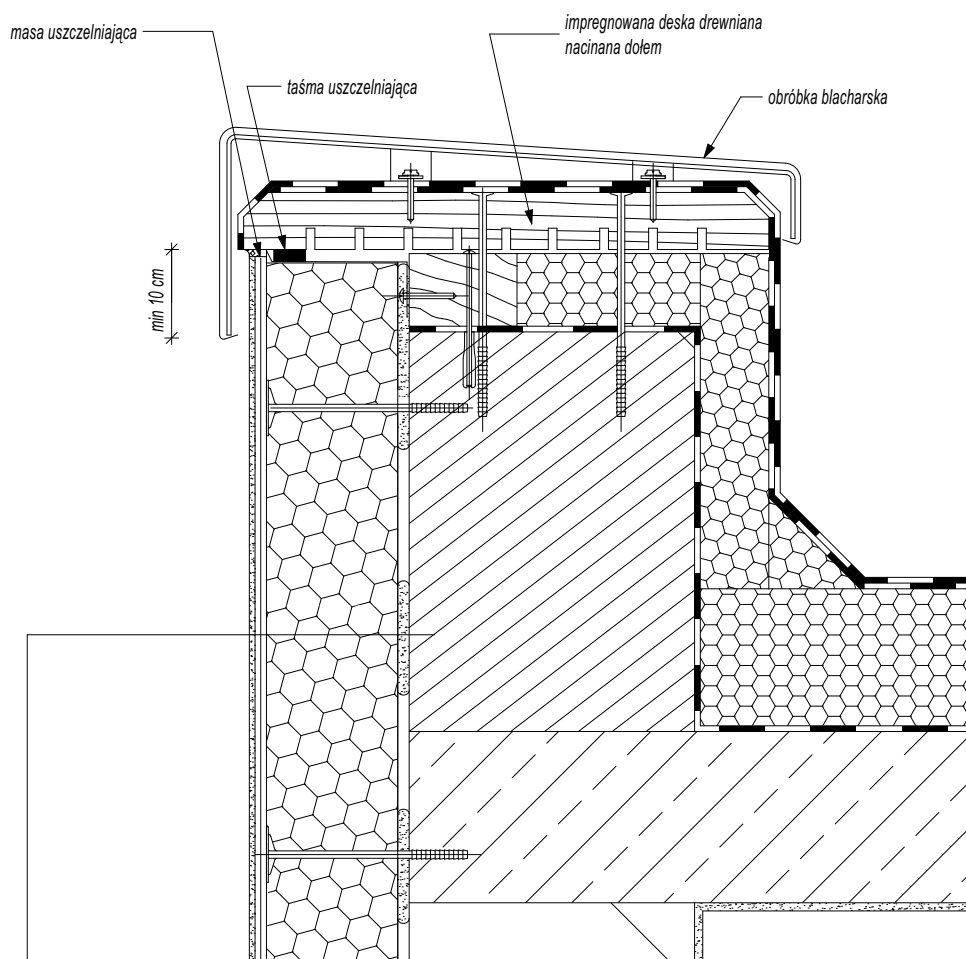 impregnowana deska drewniana
nacinana dołem
masa uszczelniająca
taśma uszczelniająca
obróbka blacharska
min 10 cm